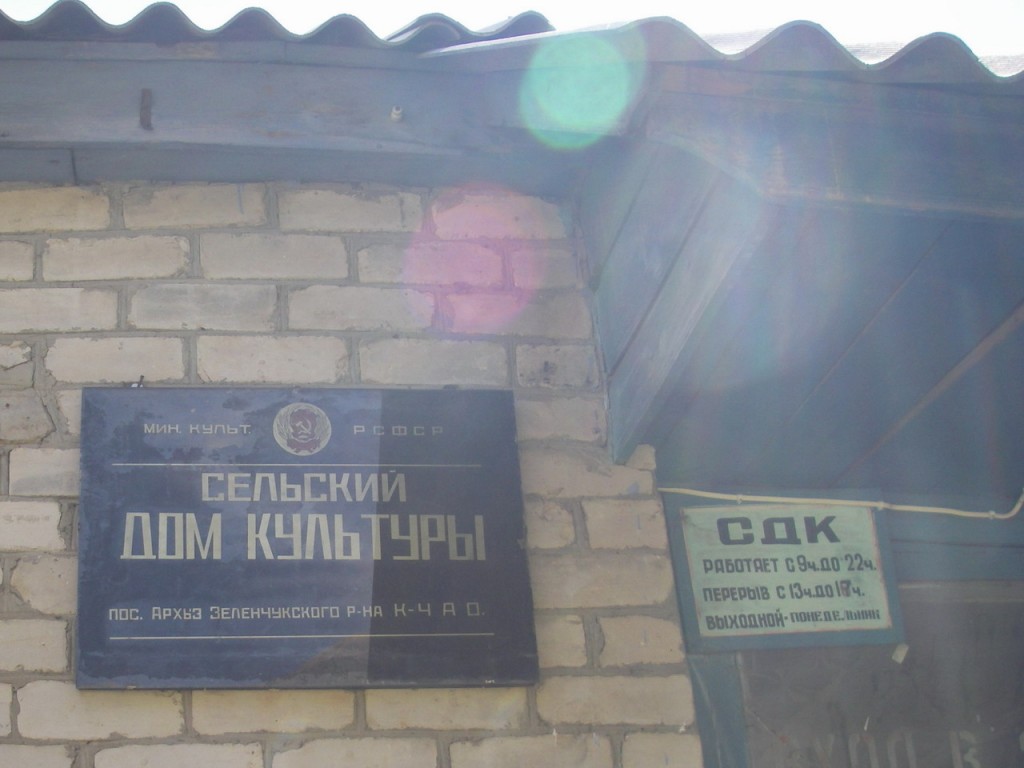 МИН. КУЛЬТ. РСФСР
СЕЛЬСКИЙ
ДОМ КУЛЬТУРЫ
ПОС. АРХЫЗ ЗЕЛЕНЧУКСКОГО Р-НА К-ЧАО.
СДК
РАБОТАЕТ С 9Ч. ДО 22Ч.
ПЕРЕРЫВ С 13Ч. ДО 17Ч.
ВЫХОДНОЙ - ПОНЕДЕЛЬНИК